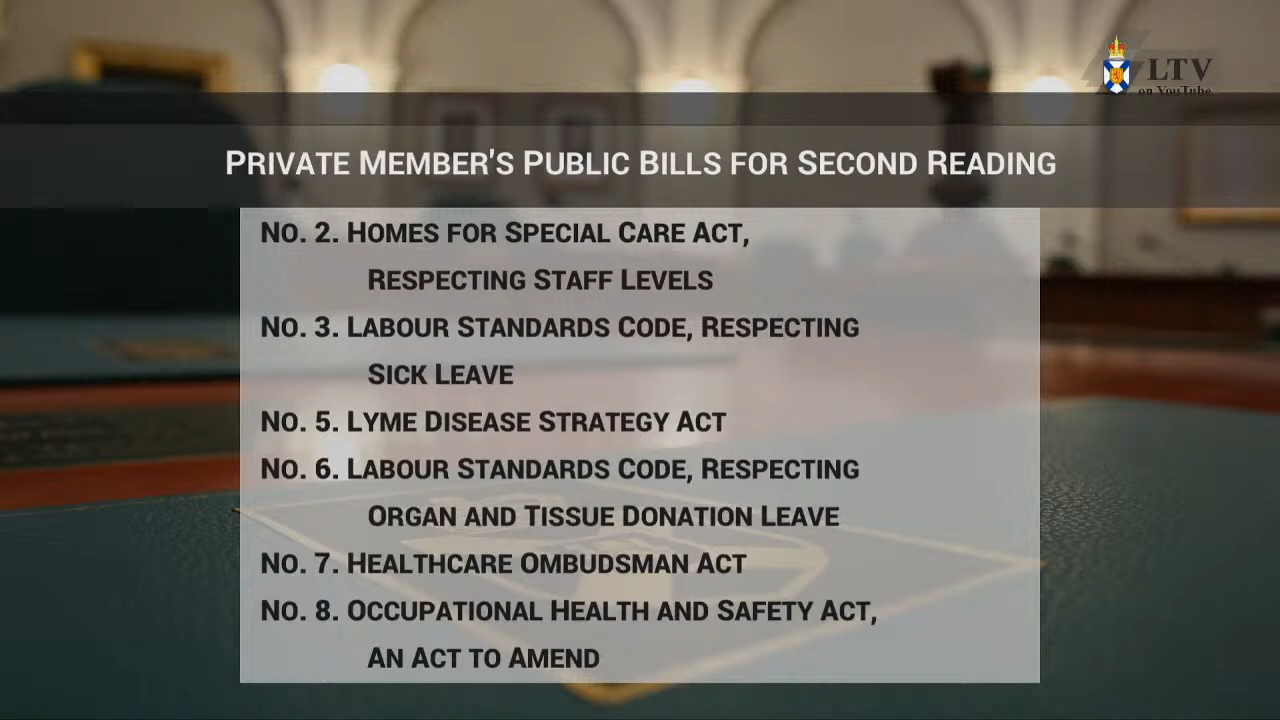 LTV
on YouTube
PRIVATE MEMBER'S PUBLIC BILLS FOR SECOND READING
NO. 2. HOMES FOR SPECIAL CARE ACT,
RESPECTING STAFF LEVELS
NO. 3. LABOUR STANDARDS CODE, RESPECTING
SICK LEAVE
NO. 5. LYME DISEASE STRATEGY ACT
NO. 6. LABOUR STANDARDS CODE, RESPECTING
ORGAN AND TISSUE DONATION LEAVE
NO. 7. HEALTHCARE OMBUDSMAN ACT
NO. 8. OCCUPATIONAL HEALTH AND SAFETY ACT,
AN ACT TO AMEND